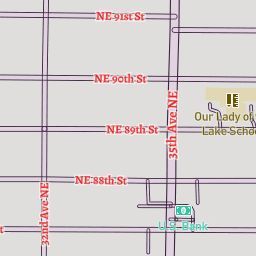 NE 91st St
NE 90th St
Our Lady of
Lake Schoo
35th Ave NE
NE 89th St
NE 88th St
32nd Ave NE
U.S. Bank